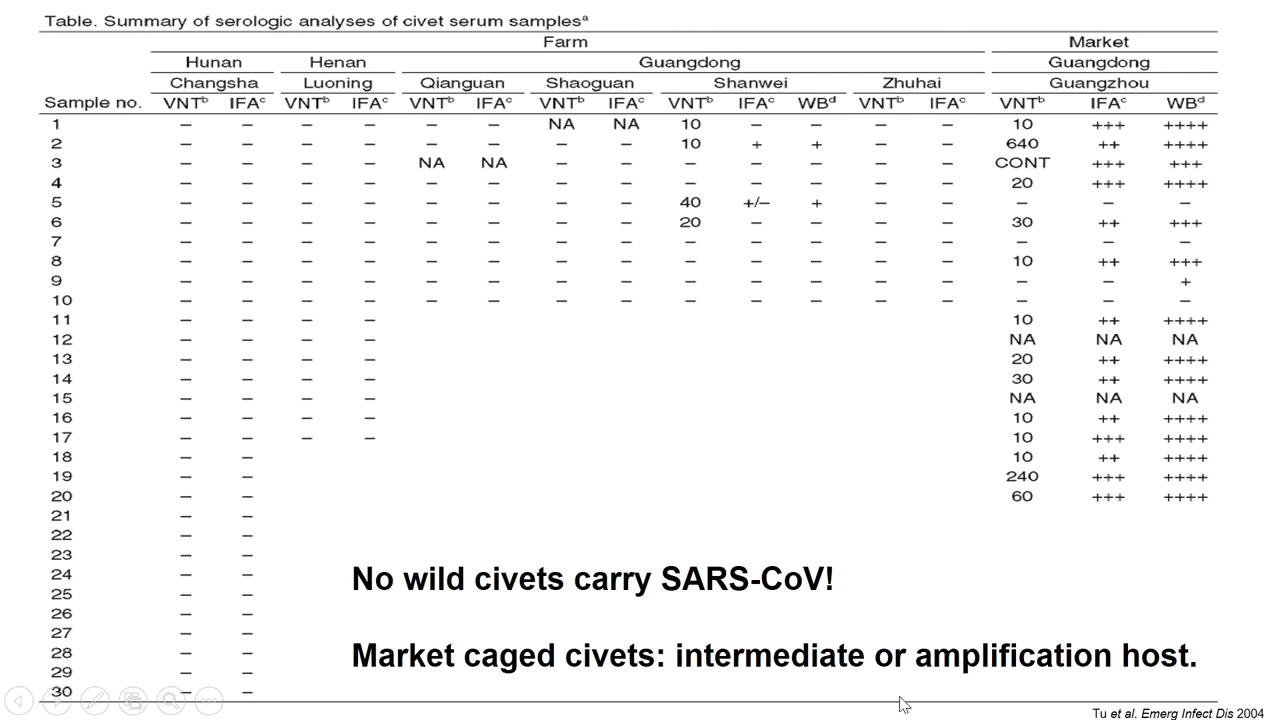 Table. Summary of serologic analyses of civet serum samplesᵃ
Farm Market
Hunan Henan Guangdong Guangdong
Changsha Luoning Qianguan Shaoguan Shanwei Zhuhai Guangzhou
Sample no. VNTᵇ IFAᶜ VNTᵇ IFAᶜ VNTᵇ IFAᶜ VNTᵇ IFAᶜ VNTᵇ IFAᶜ WBᵈ VNTᵇ IFAᶜ VNTᵇ IFAᶜ WBᵈ
1 – – – – – – NA NA 10 – – – – 10 +++ ++++
2 – – – – – – – – 10 + + – – 640 ++ ++++
3 – – – – NA NA – – – – – – – CONT +++ +++
4 – – – – – – – – – – – – – 20 +++ ++++
5 – – – – – – – – 40 +/– + – – – – –
6 – – – – – – – – 20 – – – – 30 ++ +++
7 – – – – – – – – – – – – – – – –
8 – – – – – – – – – – – – – 10 ++ +++
9 – – – – – – – – – – – – – – – +
10 – – – – – – – – – – – – – – – –
11 – – – – 10 ++ ++++
12 – – – – NA NA NA
13 – – – – 20 ++ ++++
14 – – – – 30 ++ ++++
15 – – – – NA NA NA
16 – – – – 10 ++ ++++
17 – – – – 10 +++ ++++
18 – – 10 ++ ++++
19 – – 240 +++ ++++
20 – – 60 +++ ++++
21 – –
22 – –
23 – –
24 – –
25 – –
26 – –
27 – –
28 – –
29 – –
30 – –
No wild civets carry SARS-CoV!
Market caged civets: intermediate or amplification host.
Tu et al. Emerg Infect Dis 2004